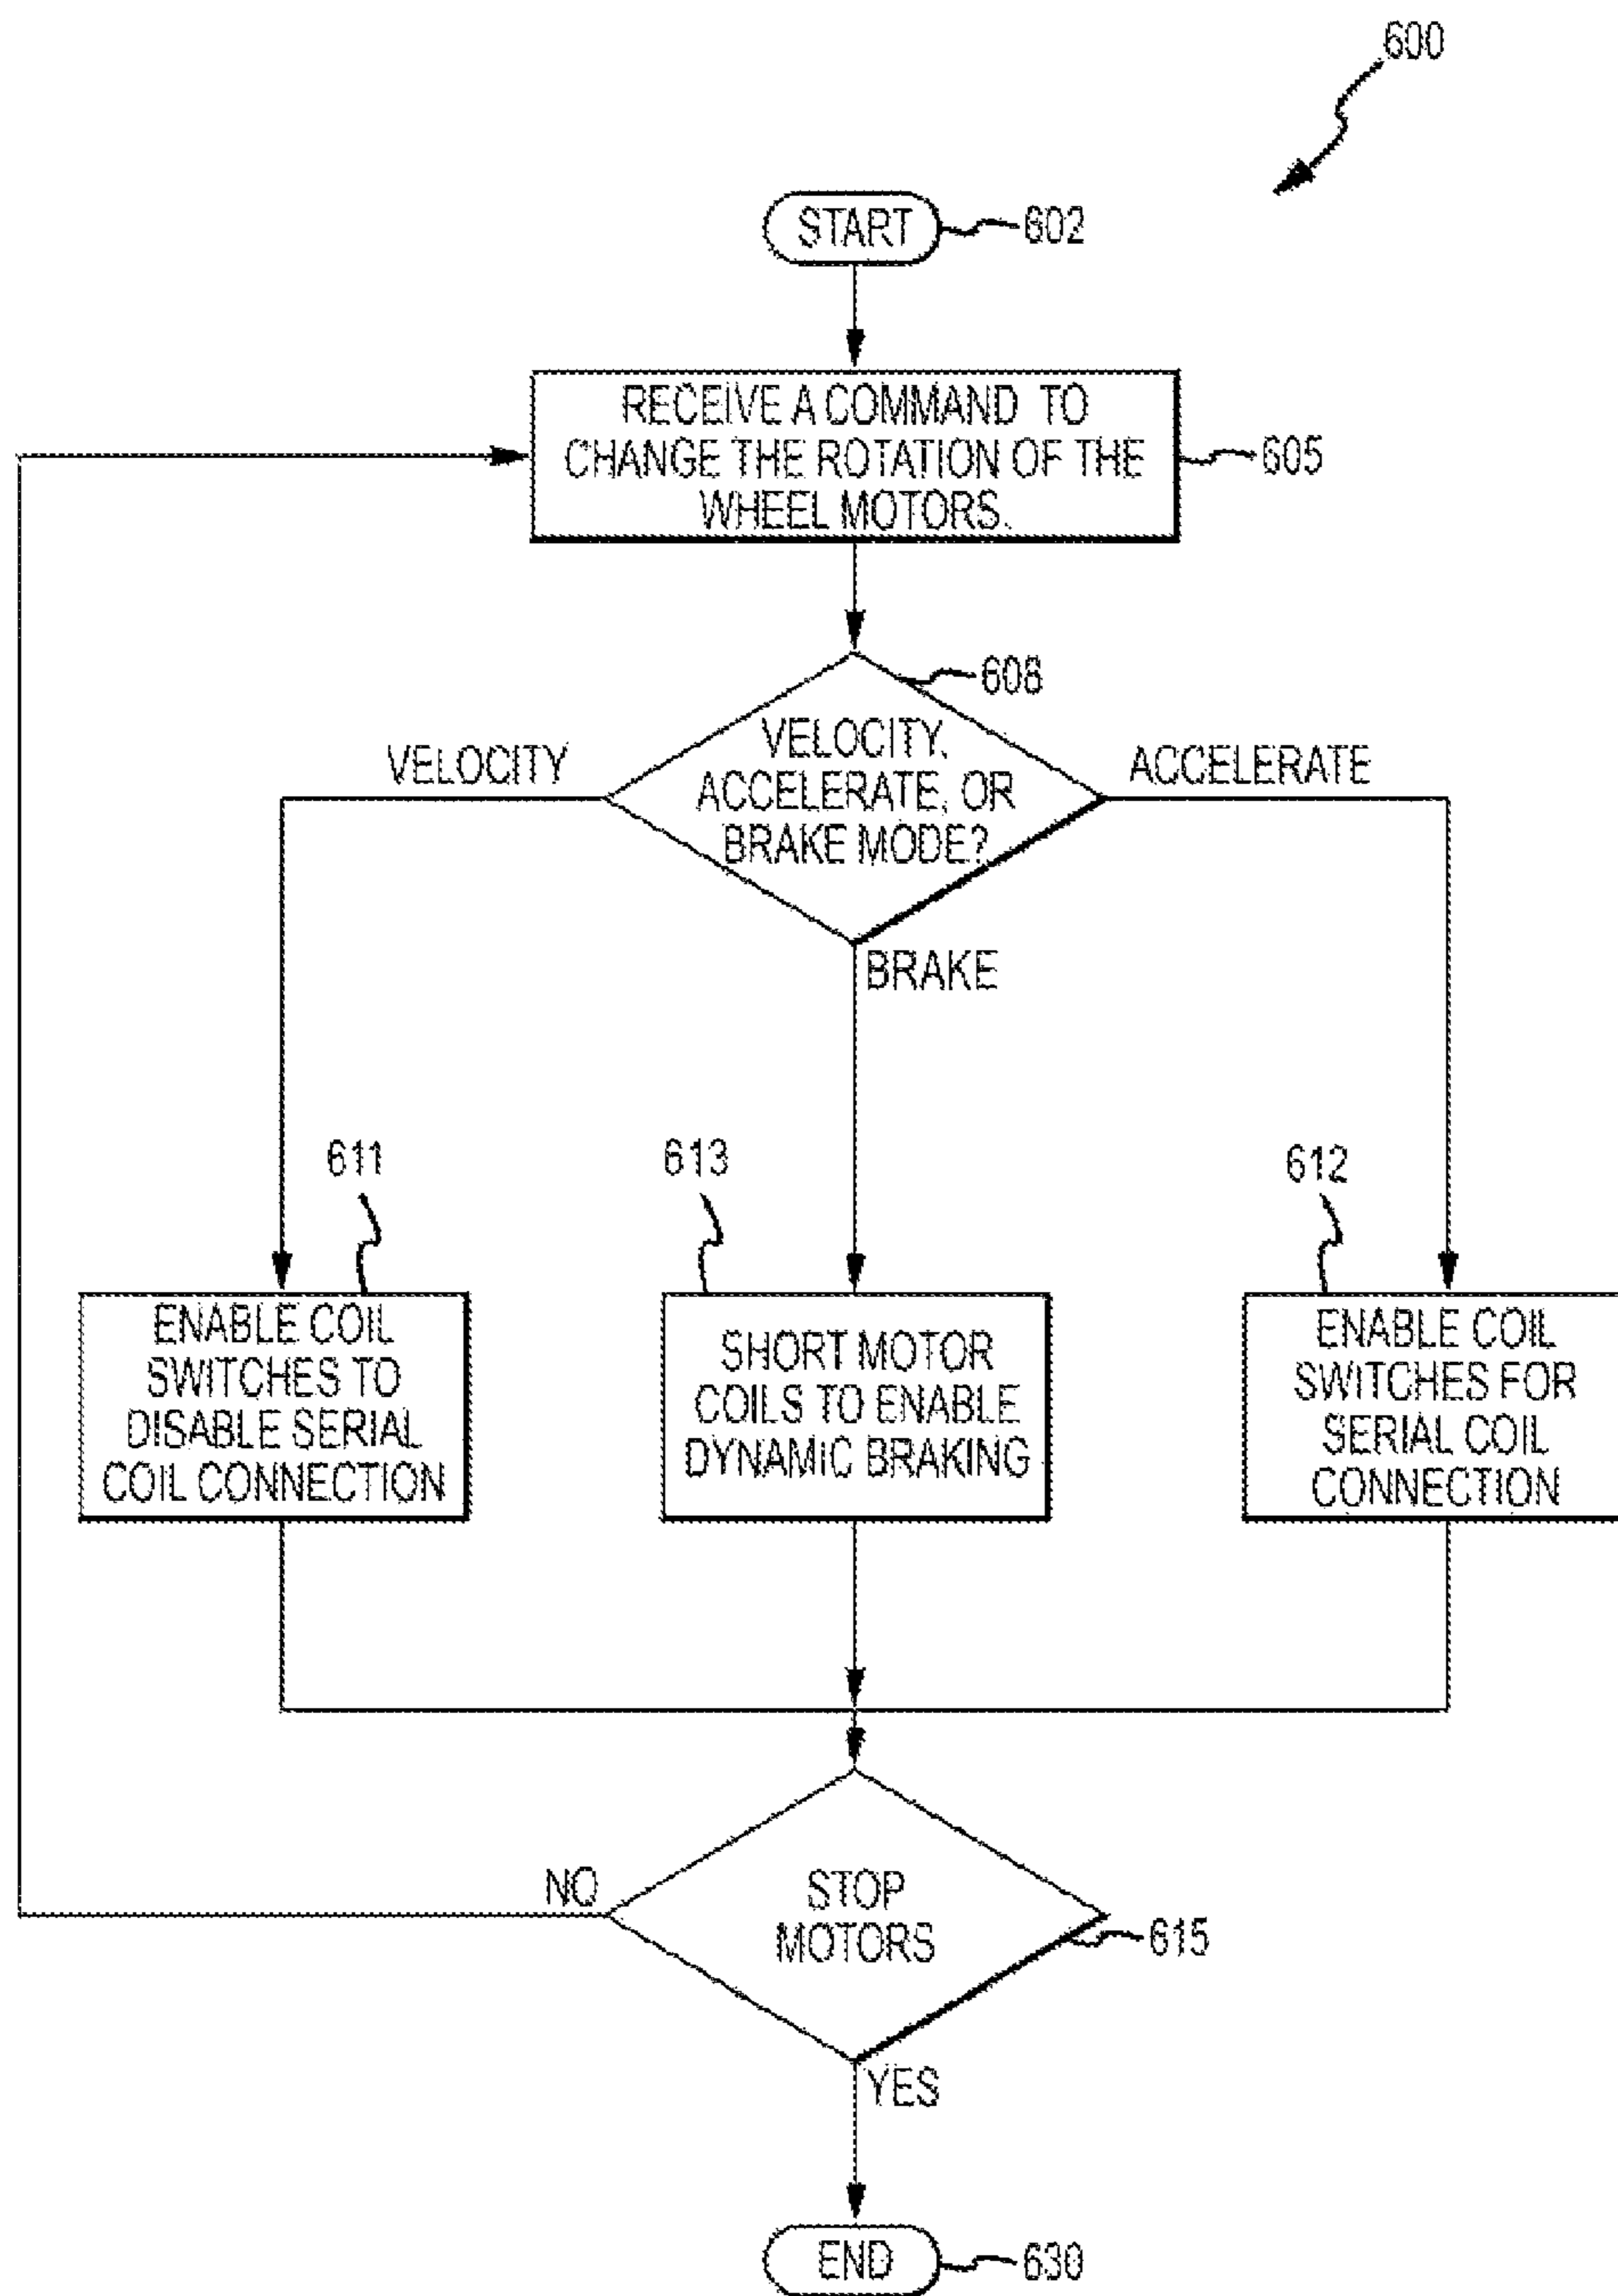 600
START
602
RECEIVE A COMMAND TO
CHANGE THE ROTATION OF THE
WHEEL MOTORS.
605
608
VELOCITY
VELOCITY,
ACCELERATE, OR
BRAKE MODE?
ACCELERATE
BRAKE
611
613
612
ENABLE COIL
SWITCHES TO
DISABLE SERIAL
COIL CONNECTION
SHORT MOTOR
COILS TO ENABLE
DYNAMIC BRAKING
ENABLE COIL
SWITCHES FOR
SERIAL COIL
CONNECTION
NO
STOP
MOTORS
615
YES
END
630